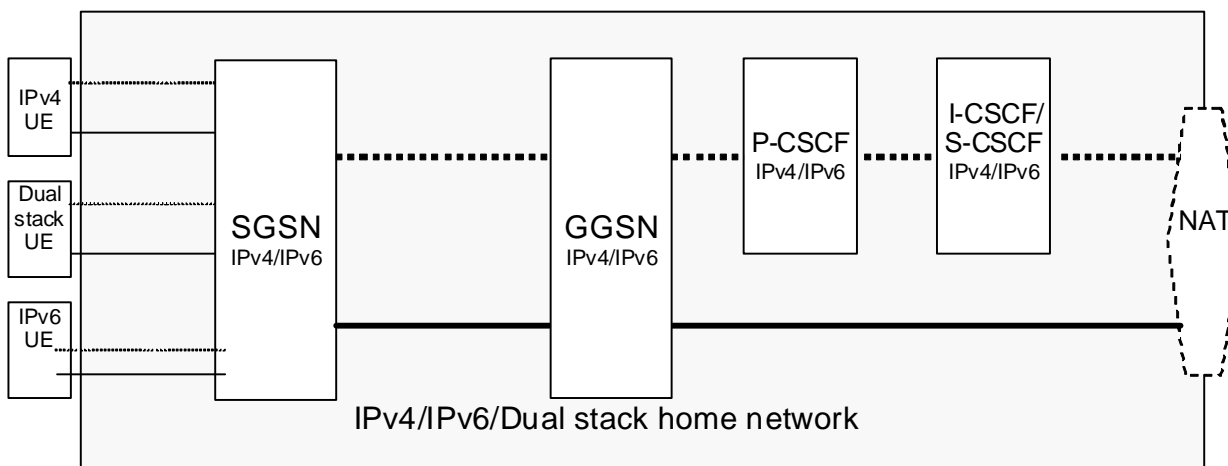 IPv4
UE
Dual
stack
UE
IPv6
UE
SGSN
IPv4/IPv6
GGSN
IPv4/IPv6
P-CSCF
IPv4/IPv6
I-CSCF/
S-CSCF
IPv4/IPv6
NAT
IPv4/IPv6/Dual stack home network